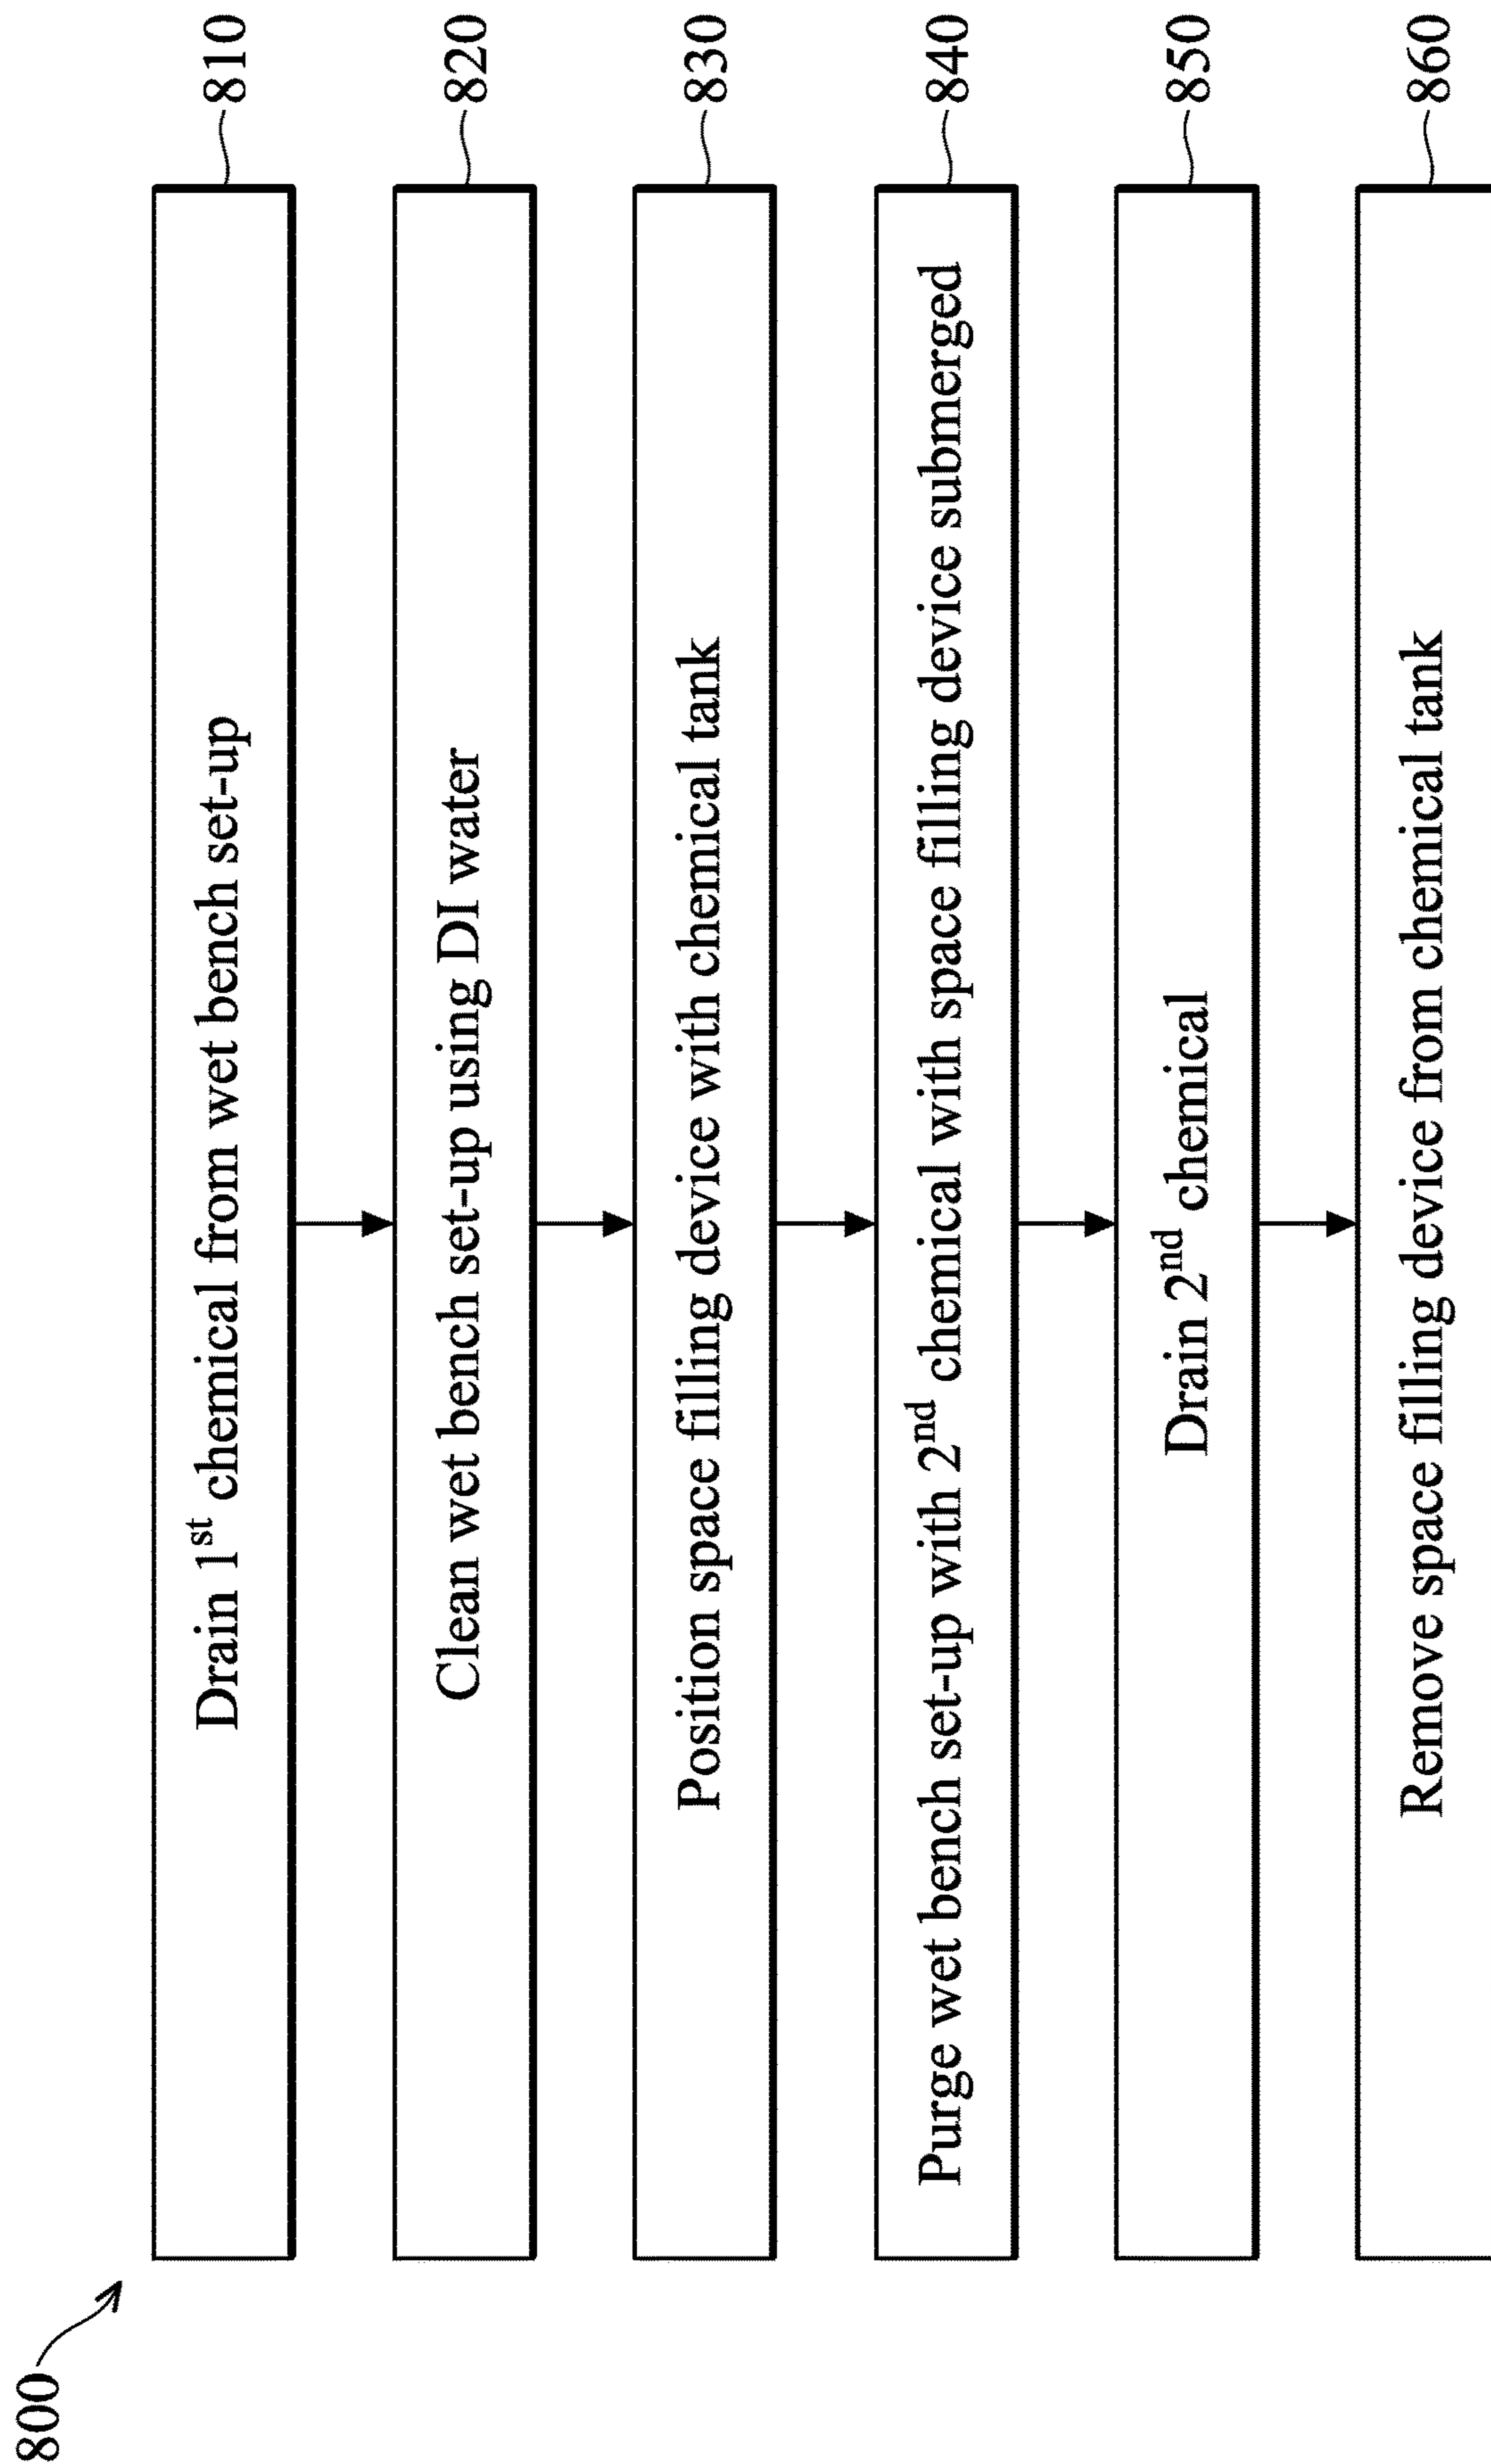 800
Drain 1st chemical from wet bench set-up
810
Clean wet bench set-up using DI water
820
Position space filling device with chemical tank
830
Purge wet bench set-up with 2nd chemical with space filling device submerged
840
Drain 2nd chemical
850
Remove space filling device from chemical tank
860